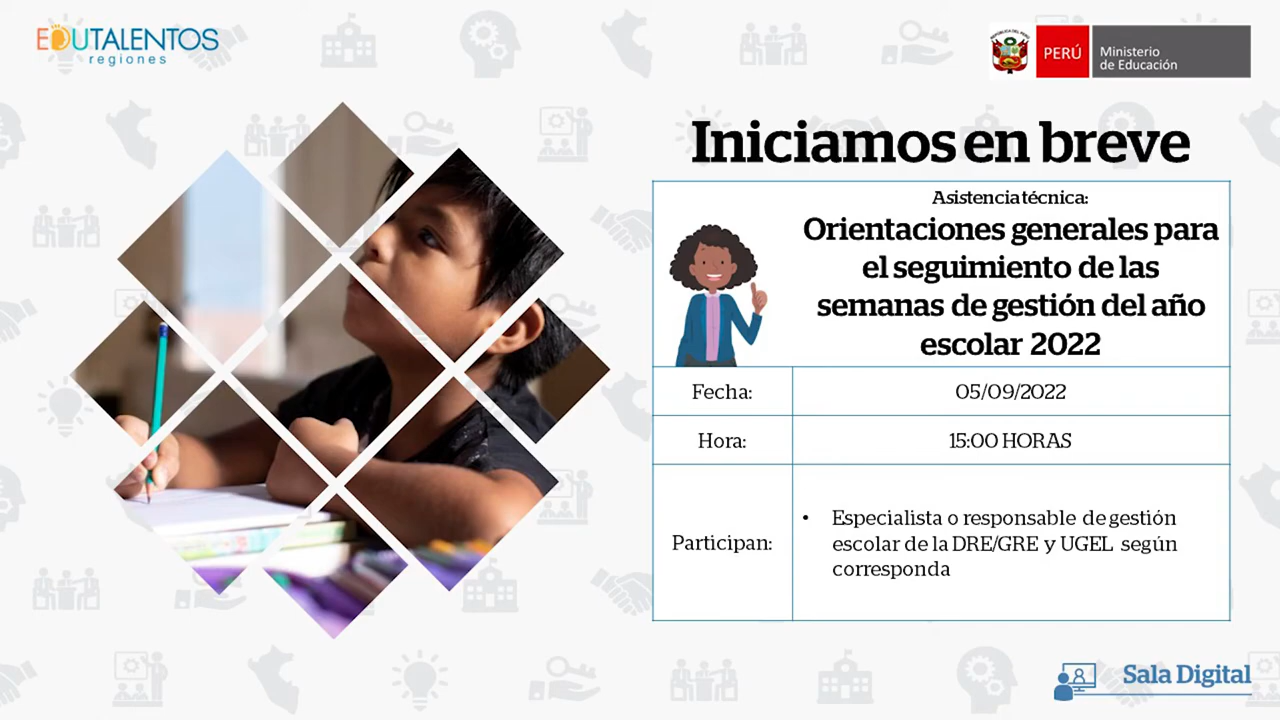 EDUTALENTOS
regiones
PERÚ
Ministerio
de Educación
Iniciamos en breve
Asistencia técnica:
Orientaciones generales para
el seguimiento de las
semanas de gestión del año
escolar 2022
Fecha:
05/09/2022
Hora:
15:00 HORAS
Participan:
• Especialista o responsable de gestión
escolar de la DRE/GRE y UGEL según
corresponda
Sala Digital